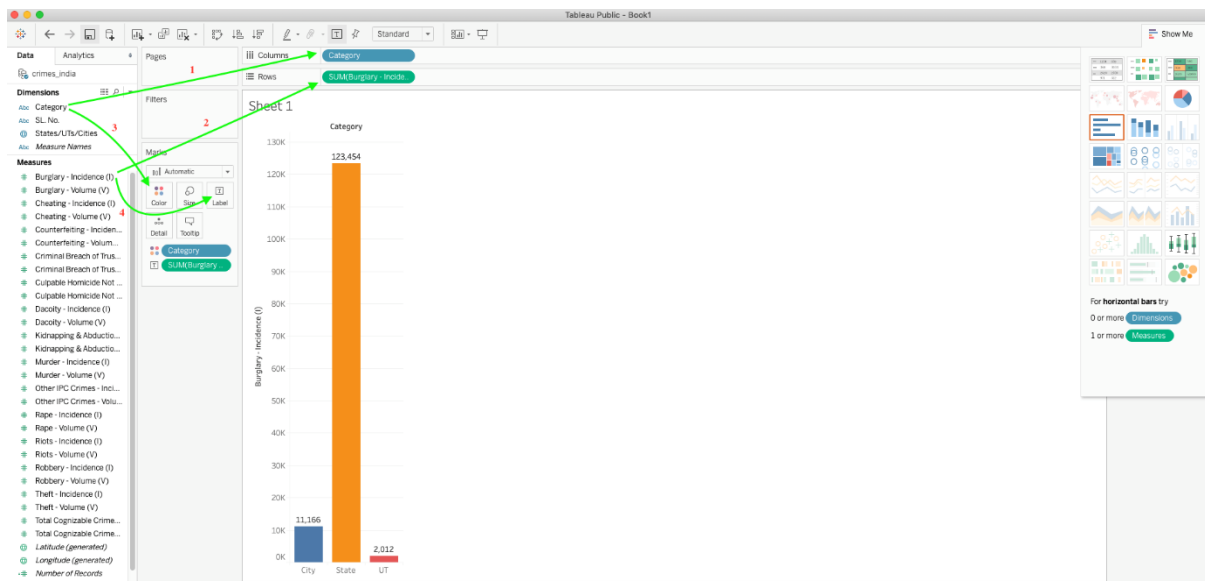 Tableau Public - Book1
Standard
Show Me
Data Analytics
crimes_india
Dimensions
Abc Category
Abc SL. No.
States/UTs/Cities
Abc Measure Names
Measures
Burglary - Incidence (I)
Burglary - Volume (V)
Cheating - Incidence (I)
Cheating - Volume (V)
Counterfeiting - Inciden...
Counterfeiting - Volum...
Criminal Breach of Trus...
Criminal Breach of Trus...
Culpable Homicide Not ...
Culpable Homicide Not ...
Dacoity - Incidence (I)
Dacoity - Volume (V)
Kidnapping & Abductio...
Kidnapping & Abductio...
Murder - Incidence (I)
Murder - Volume (V)
Other IPC Crimes - Inci...
Other IPC Crimes - Volu...
Rape - Incidence (I)
Rape - Volume (V)
Riots - Incidence (I)
Riots - Volume (V)
Robbery - Incidence (I)
Robbery - Volume (V)
Theft - Incidence (I)
Theft - Volume (V)
Total Cognizable Crime...
Total Cognizable Crime...
Latitude (generated)
Longitude (generated)
Number of Records
Pages
1
Filters
2
3
Marks
Automatic
Color Size Label
4
Detail Tooltip
Category
SUM(Burglary
Columns Category
Rows SUM(Burglary - Incide..
Sheet 1
Category
130K
123,454
120K
110K
100K
90K
80K
70K
60K
50K
40K
30K
20K
10K
0K
Burglary - Incidence (I)
11,166
2,012
City State UT
For horizontal bars try
0 or more Dimensions
1 or more Measures